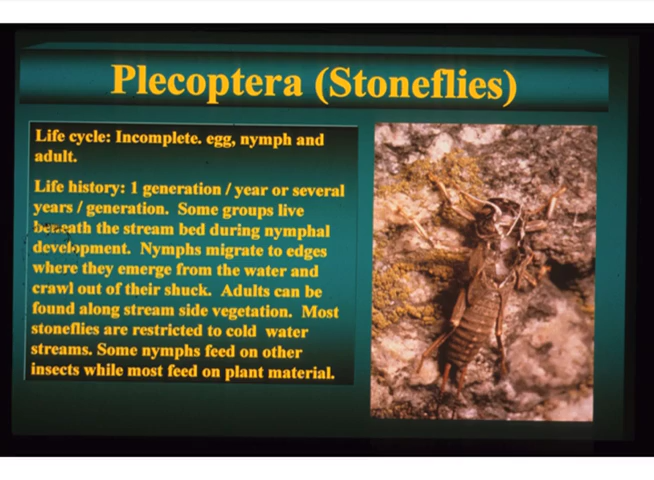 Plecoptera (Stoneflies)
Life cycle: Incomplete. egg, nymph and
adult.
Life history: 1 generation / year or several
years / generation. Some groups live
beneath the stream bed during nymphal
development. Nymphs migrate to edges
where they emerge from the water and
crawl out of their shuck. Adults can be
found along stream side vegetation. Most
stoneflies are restricted to cold water
streams. Some nymphs feed on other
insects while most feed on plant material.